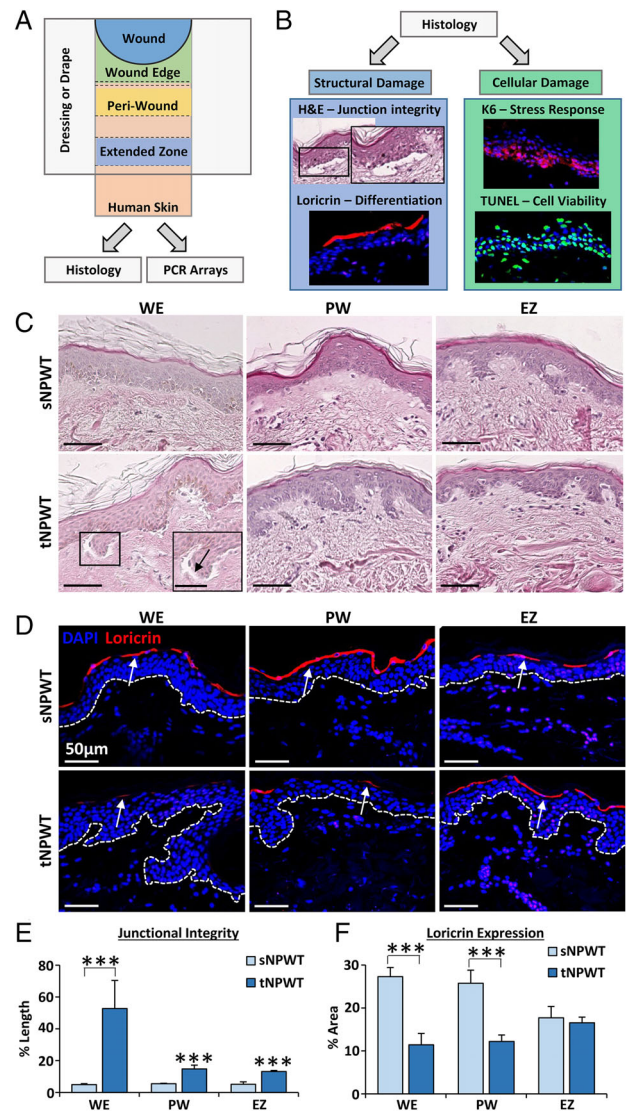 A
Dressing or Drape
Wound
Wound Edge
Peri-Wound
Extended Zone
Human Skin
Histology
PCR Arrays
B
Histology
Structural Damage
Cellular Damage
H&E – Junction integrity
K6 – Stress Response
Loricrin – Differentiation
TUNEL – Cell Viability
C
WE
PW
EZ
sNPWT
tNPWT
D
WE
PW
EZ
DAPI Loricrin
sNPWT
50µm
tNPWT
E
Junctional Integrity
sNPWT
tNPWT
% Length
80
60
40
20
0
***
***
***
WE
PW
EZ
F
Loricrin Expression
sNPWT
tNPWT
% Area
30
20
10
0
***
***
WE
PW
EZ